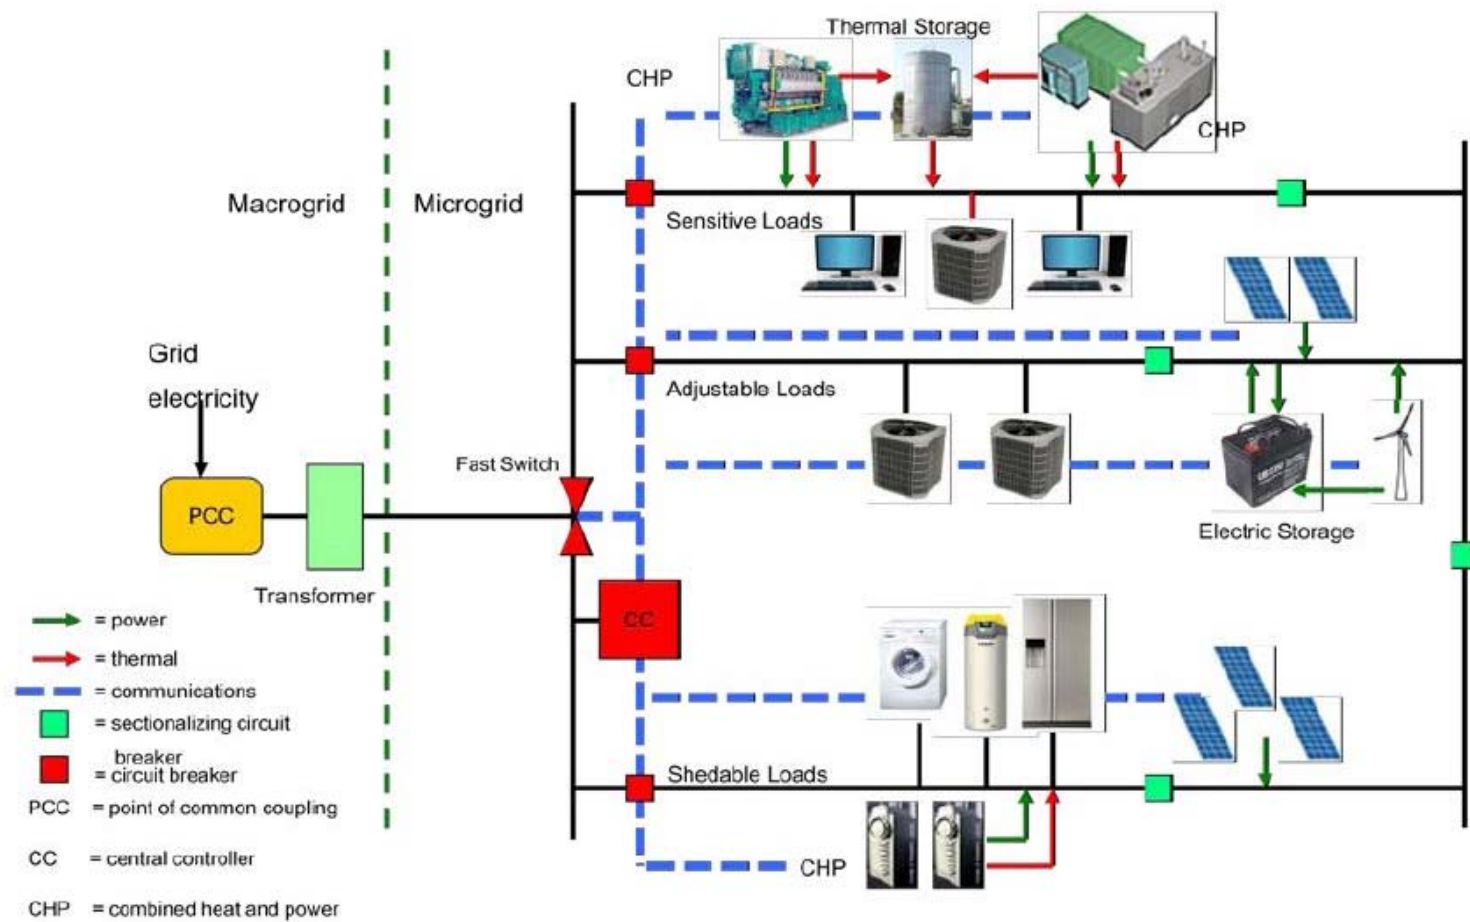 Thermal Storage
CHP
CHP
Macrogrid
Microgrid
Sensitive Loads
Grid
electricity
Adjustable Loads
Fast Switch
PCC
Electric Storage
Transformer
CC
Shedable Loads
CHP
= power
= thermal
= communications
= sectionalizing circuit
breaker
= circuit breaker
PCC = point of common coupling
CC = central controller
CHP = combined heat and power